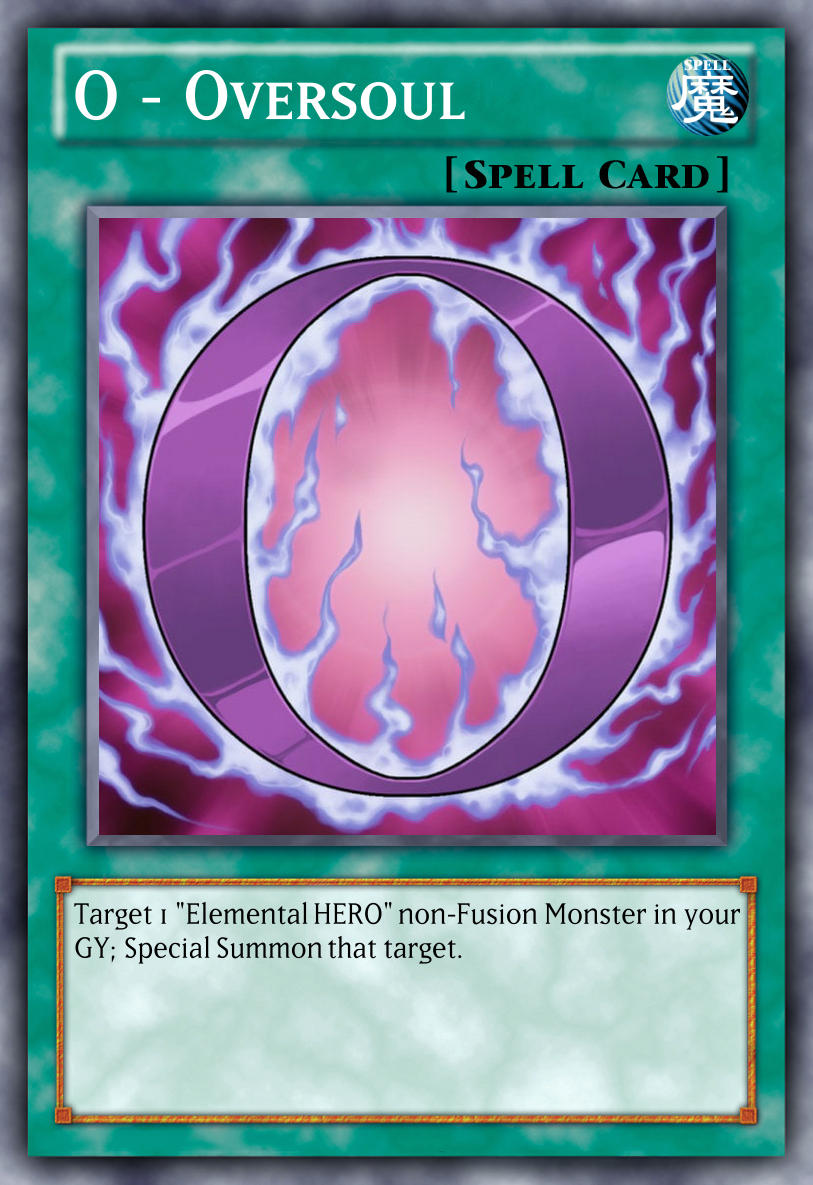 O - Oversoul
SPELL
魔
[Spell Card]
O
Target 1 "Elemental HERO" non-Fusion Monster in your
GY; Special Summon that target.